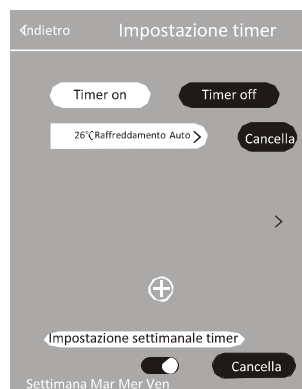 Indietro Impostazione timer
Timer on Timer off
26℃Raffreddamento Auto > Cancella
>
Impostazione settimanale timer
Cancella
Settimana Mar Mer Ven